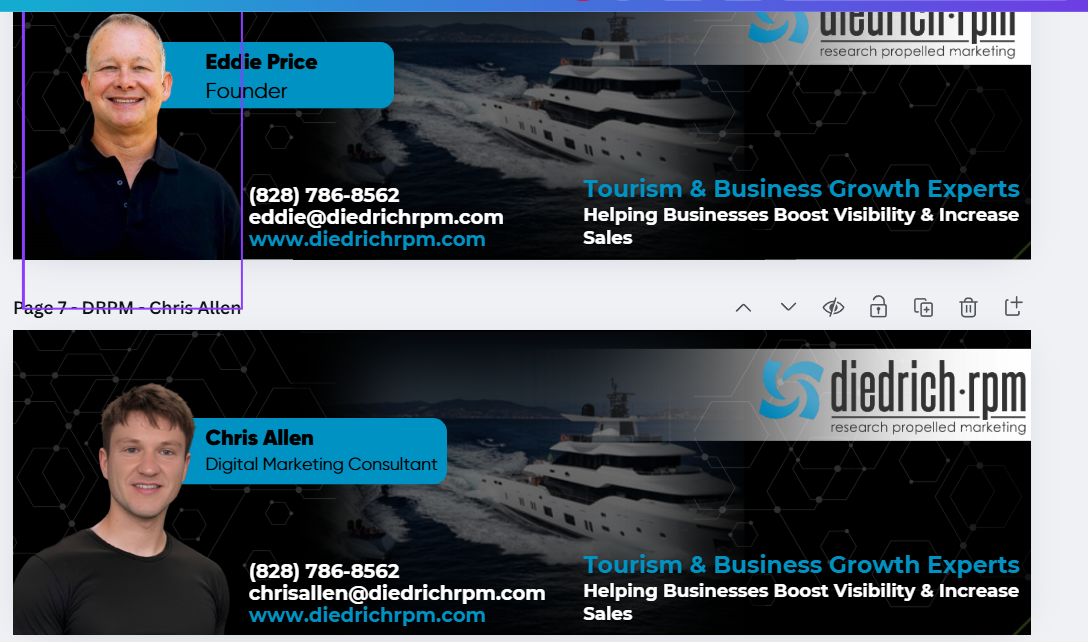 diedrich·rpm
research propelled marketing
Eddie Price
Founder
(828) 786-8562
eddie@diedrichrpm.com
www.diedrichrpm.com
Tourism & Business Growth Experts
Helping Businesses Boost Visibility & Increase
Sales
Page 7 - DRPM - Chris Allen
diedrich·rpm
research propelled marketing
Chris Allen
Digital Marketing Consultant
(828) 786-8562
chrisallen@diedrichrpm.com
www.diedrichrpm.com
Tourism & Business Growth Experts
Helping Businesses Boost Visibility & Increase
Sales